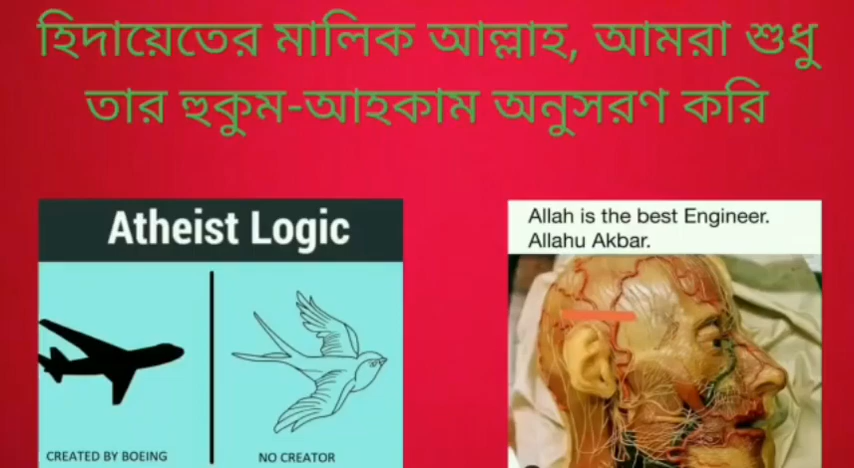 হিদায়েতের মালিক আল্লাহ, আমরা শুধু
তার হুকুম-আহকাম অনুসরণ করি
Atheist Logic
CREATED BY BOEING
NO CREATOR
Allah is the best Engineer.
Allahu Akbar.